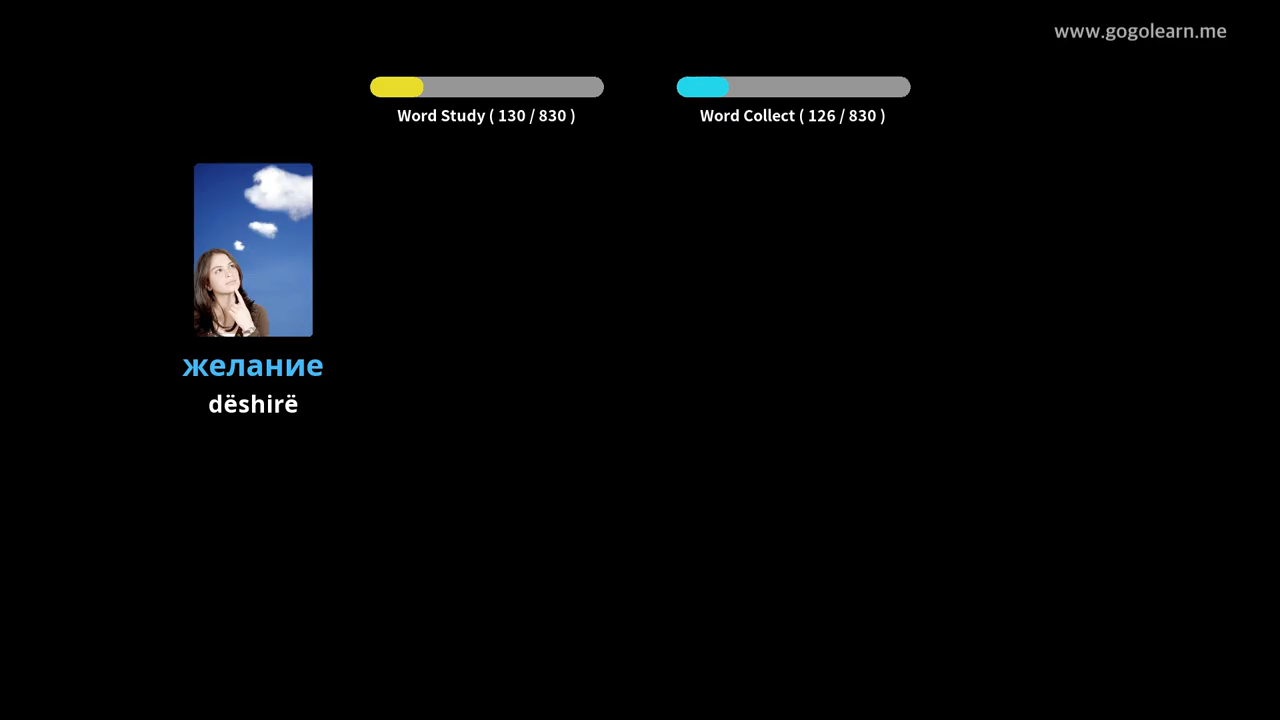 www.gogolearn.me
Word Study ( 130 / 830 )
Word Collect ( 126 / 830 )
желание
dëshirë